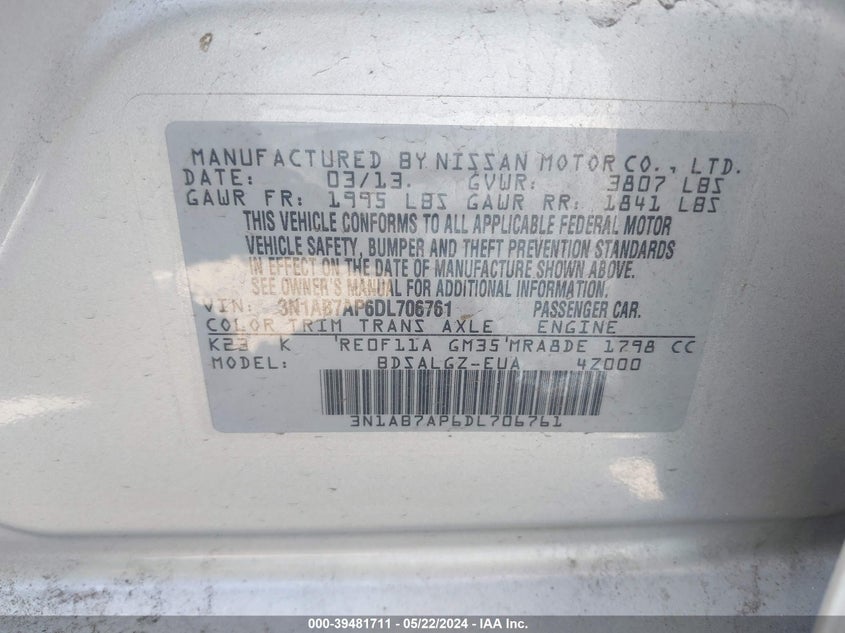 MANUFACTURED BY NISSAN MOTOR CO., LTD.
DATE: 03/13. GVWR: 3807 LBS
GAWR FR: 1995 LBS GAWR RR: 1841 LBS
THIS VEHICLE CONFORMS TO ALL APPLICABLE FEDERAL MOTOR
VEHICLE SAFETY, BUMPER AND THEFT PREVENTION STANDARDS
IN EFFECT ON THE DATE OF MANUFACTURE SHOWN ABOVE.
SEE OWNER'S MANUAL FOR ADDITIONAL INFORMATION.
VIN: 3N1AB7AP6DL706761 PASSENGER CAR.
COLOR TRIM TRANS AXLE ENGINE
K23 K 'RE0F11A GM35'MRA8DE 1798 CC
MODEL: BDSALGZ-EUA 4Z000
3N1AB7AP6DL706761
000-39481711 - 05/22/2024 - IAA Inc.